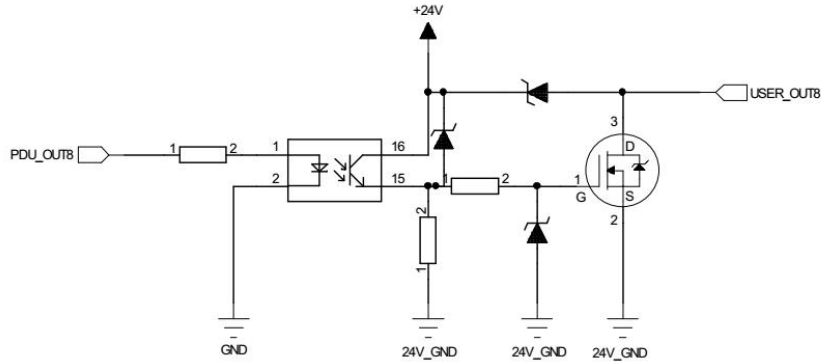 +24V
USER_OUT8
3
D
PDU_OUT8
1
2
1
16
2
15
1
2
1
G
S
2
2
1
GND
24V_GND
24V_GND
24V_GND